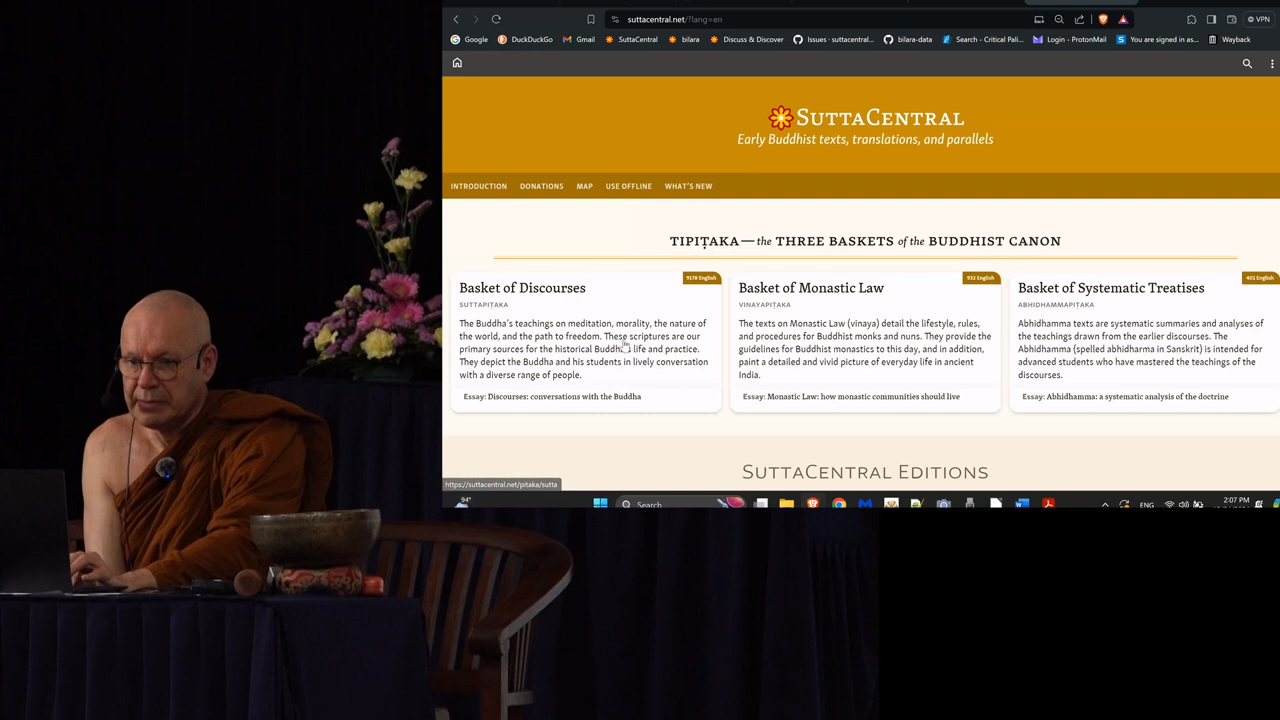 suttacentral.net/?lang=en
VPN
Google DuckDuckGo Gmail SuttaCentral bilara Discuss & Discover Issues · suttacentral... bilara-data Search - Critical Pāli... Login - ProtonMail You are signed in as... Wayback
SUTTACENTRAL
Early Buddhist texts, translations, and parallels
INTRODUCTION DONATIONS MAP USE OFFLINE WHAT'S NEW
TIPIṬAKA—the THREE BASKETS of the BUDDHIST CANON
9178 English
Basket of Discourses
SUTTAPIṬAKA
The Buddha's teachings on meditation, morality, the nature of
the world, and the path to freedom. These scriptures are our
primary sources for the historical Buddha's life and practice.
They depict the Buddha and his students in lively conversation
with a diverse range of people.
Essay: Discourses: conversations with the Buddha
932 English
Basket of Monastic Law
VINAYAPIṬAKA
The texts on Monastic Law (vinaya) detail the lifestyle, rules,
and procedures for Buddhist monks and nuns. They provide the
guidelines for Buddhist monastics to this day, and in addition,
paint a detailed and vivid picture of everyday life in ancient
India.
Essay: Monastic Law: how monastic communities should live
401 English
Basket of Systematic Treatises
ABHIDHAMMAPIṬAKA
Abhidhamma texts are systematic summaries and analyses of
the teachings drawn from the earlier discourses. The
Abhidhamma (spelled abhidharma in Sanskrit) is intended for
advanced students who have mastered the teachings of the
discourses.
Essay: Abhidhamma: a systematic analysis of the doctrine
SUTTACENTRAL EDITIONS
https://suttacentral.net/pitaka/sutta
94°
Search
ENG
2:07 PM